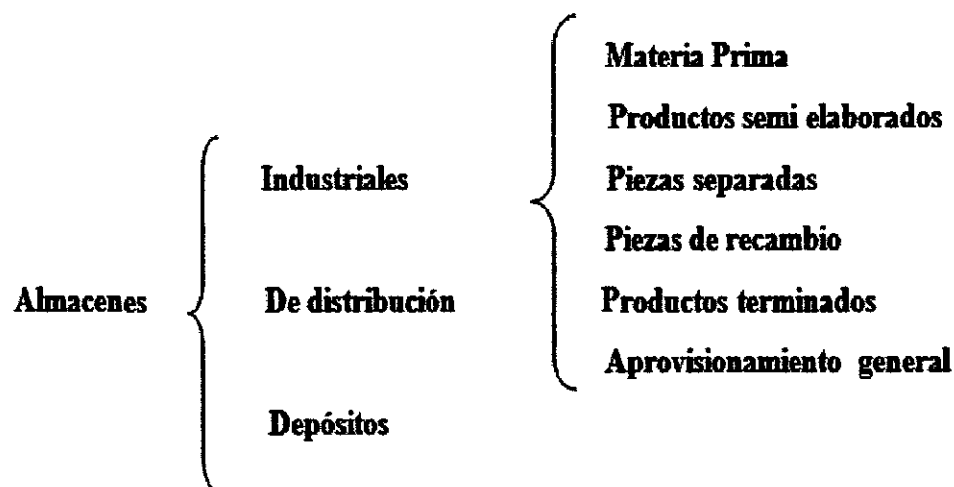 Almacenes
Industriales
De distribución
Depósitos
Materia Prima
Productos semi elaborados
Piezas separadas
Piezas de recambio
Productos terminados
Aprovisionamiento general